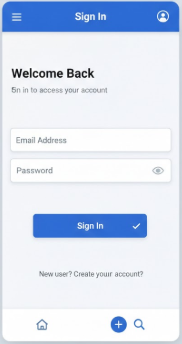 Sign In
Welcome Back
Sn in to access your account
Email Address
Password
Sign In
New user? Create your account?